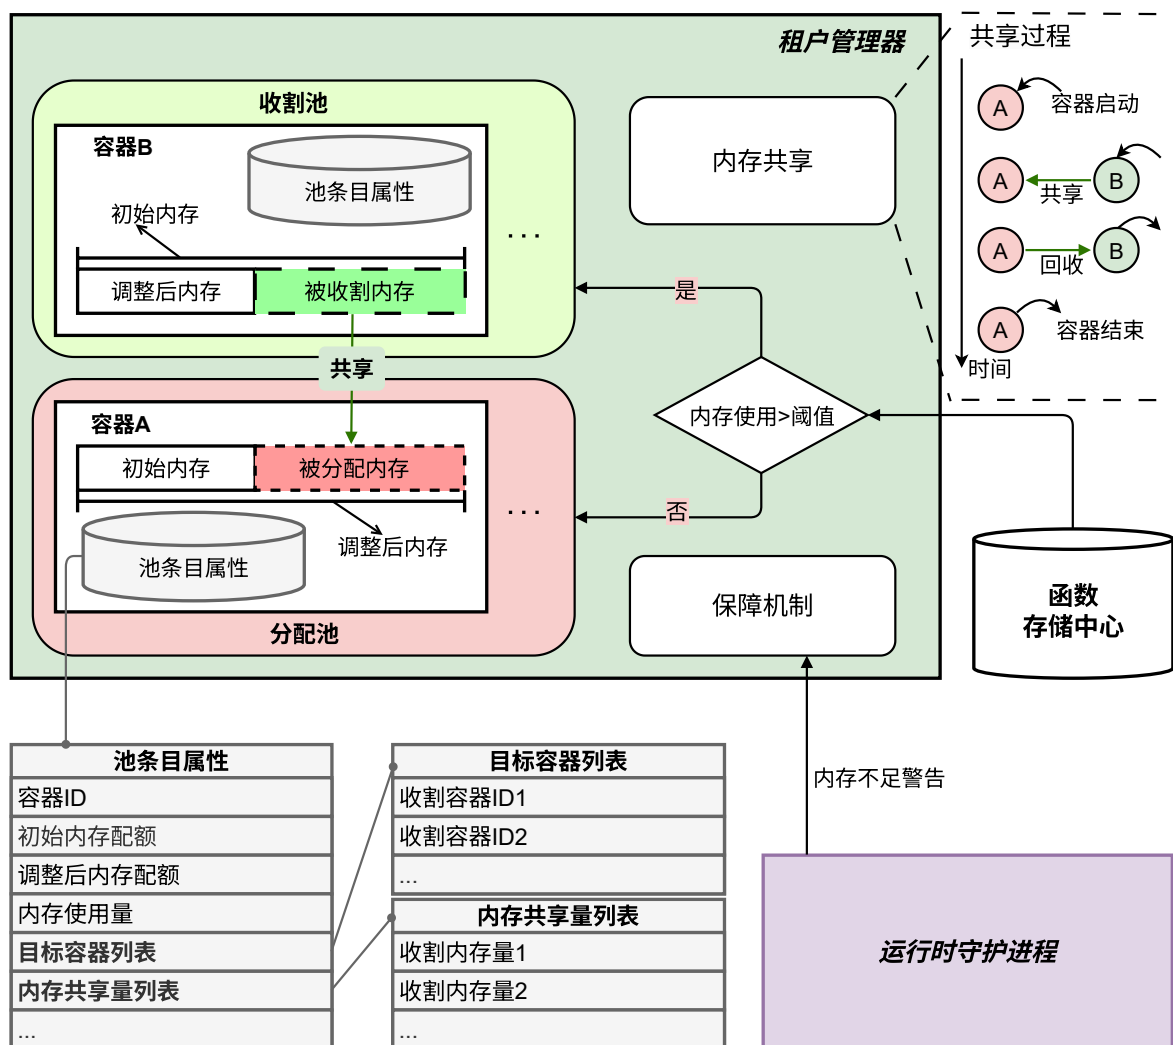 租户管理器
共享过程
收割池
容器B
池条目属性
初始内存
调整后内存
被收割内存
...
共享
容器A
初始内存
被分配内存
调整后内存
池条目属性
...
分配池
内存共享
是
内存使用>阈值
否
保障机制
A
容器启动
A
共享
B
A
回收
B
A
容器结束
时间
函数
存储中心
内存不足警告
运行时守护进程
池条目属性
容器ID
初始内存配额
调整后内存配额
内存使用量
目标容器列表
内存共享量列表
...
目标容器列表
收割容器ID1
收割容器ID2
...
内存共享量列表
收割内存量1
收割内存量2
...